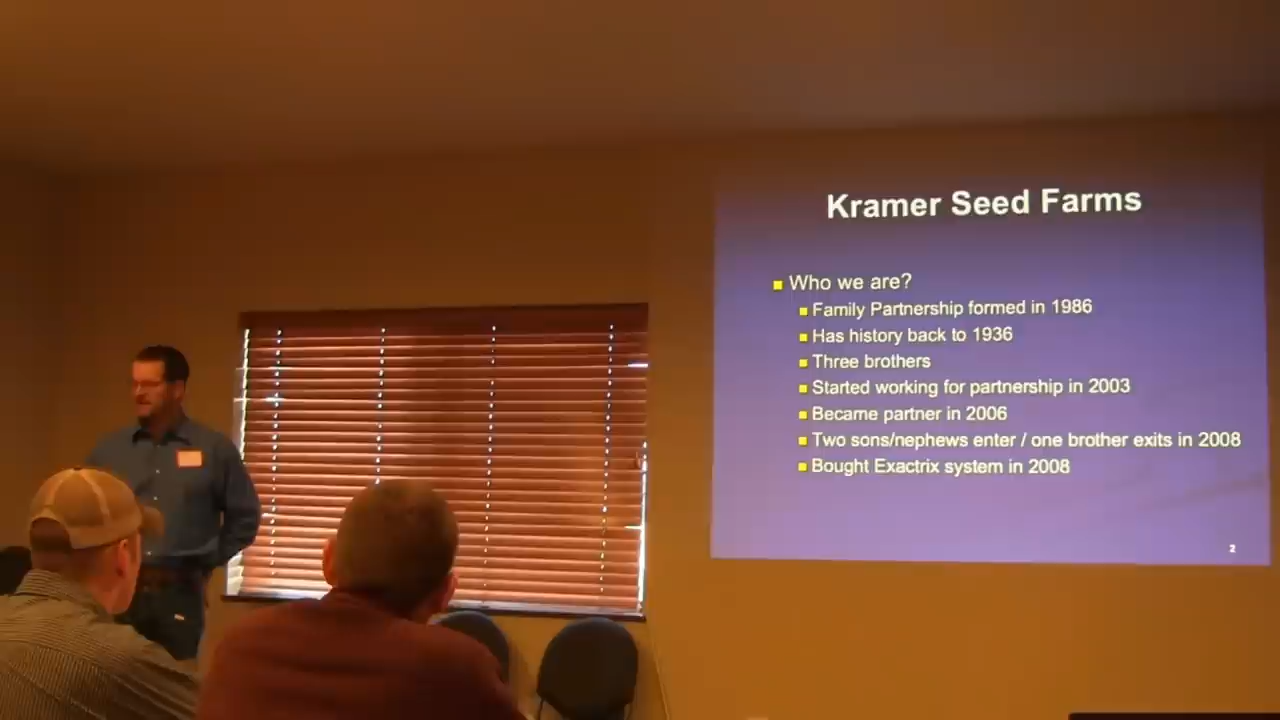 Kramer Seed Farms
Who we are?
Family Partnership formed in 1986
Has history back to 1936
Three brothers
Started working for partnership in 2003
Became partner in 2006
Two sons/nephews enter / one brother exits in 2008
Bought Exactrix system in 2008
2